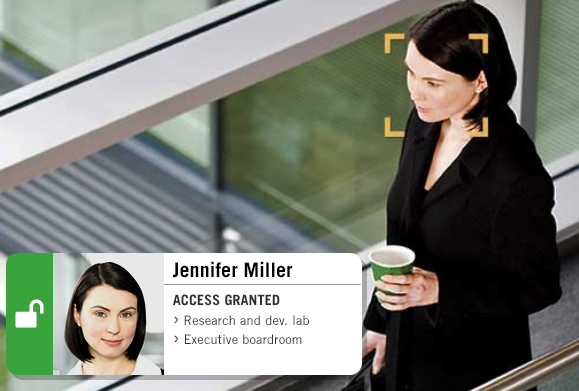 Jennifer Miller
ACCESS GRANTED
› Research and dev. lab
› Executive boardroom